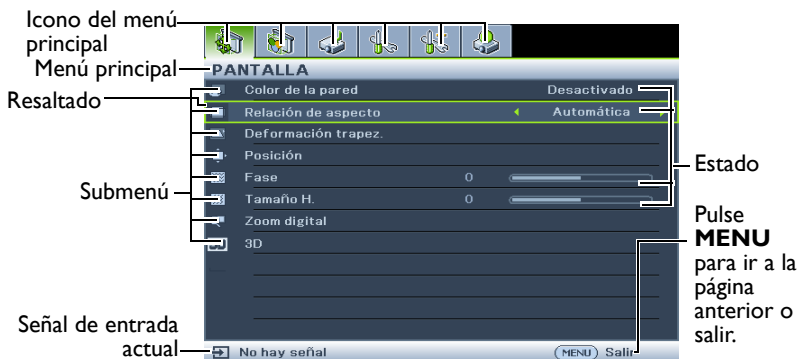 Icono del menú
principal
Menú principal
PANTALLA
Color de la pared Desactivado
Resaltado
Relación de aspecto Automática
Deformación trapez.
Posición
Estado
Fase 0
Submenú
Tamaño H. 0
Zoom digital
3D
Pulse
MENU
para ir a la
página
anterior o
salir.
Señal de entrada
actual
No hay señal MENU Salir